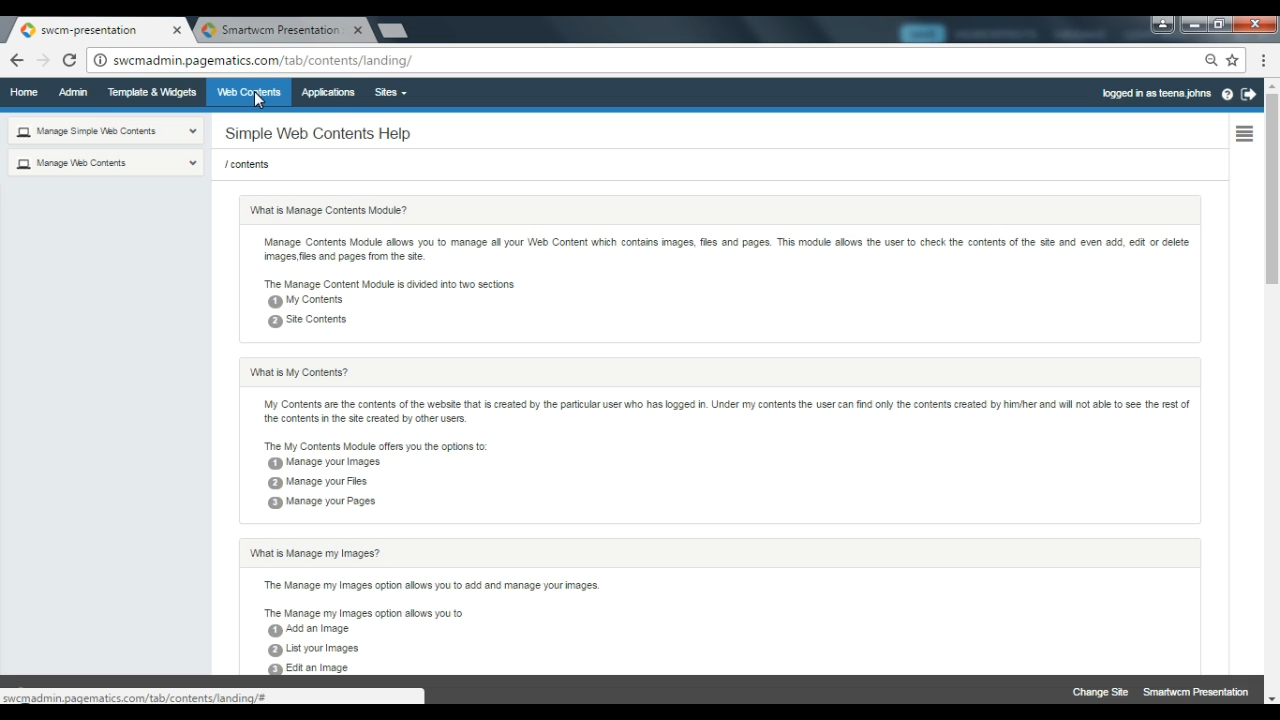 swcm-presentation
Smartwcm Presentation
swcmadmin.pagematics.com/tab/contents/landing/
Home Admin Template & Widgets Web Contents Applications Sites
logged in as teena.johns
Manage Simple Web Contents
Manage Web Contents
Simple Web Contents Help
/ contents
What is Manage Contents Module?
Manage Contents Module allows you to manage all your Web Content which contains images, files and pages. This module allows the user to check the contents of the site and even add, edit or delete
images,files and pages from the site.
The Manage Content Module is divided into two sections
1 My Contents
2 Site Contents
What is My Contents?
My Contents are the contents of the website that is created by the particular user who has logged in. Under my contents the user can find only the contents created by him/her and will not able to see the rest of
the contents in the site created by other users.
The My Contents Module offers you the options to:
1 Manage your Images
2 Manage your Files
3 Manage your Pages
What is Manage my Images?
The Manage my Images option allows you to add and manage your images.
The Manage my Images option allows you to
1 Add an Image
2 List your Images
3 Edit an Image
swcmadmin.pagematics.com/tab/contents/landing/#
Change Site Smartwcm Presentation